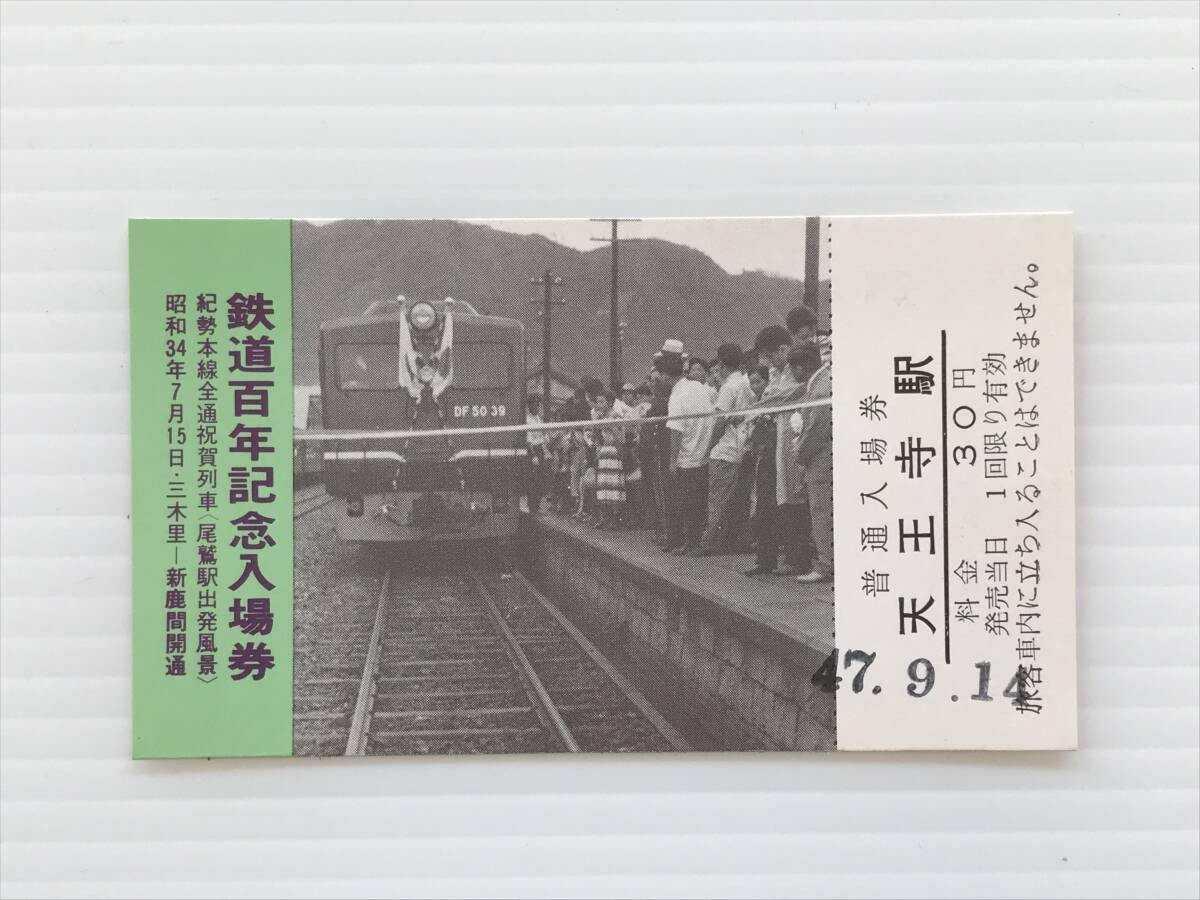 鉄道百年記念入場券
紀勢本線全通祝賀列車〈尾鷲駅出発風景〉
昭和34年7月15日・三木里―新鹿間開通
DF 50 39
普通入場券
天王寺駅
料金 30円
発売当日 1回限り有効
旅客車内に立ち入ることはできません。
47.9.14